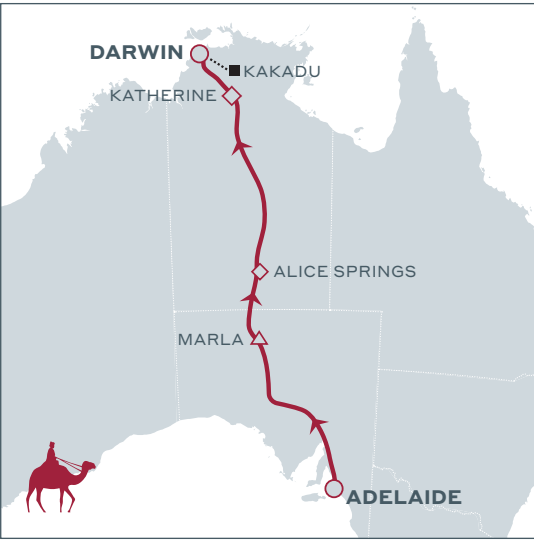 DARWIN
KAKADU
KATHERINE
ALICE SPRINGS
MARLA
ADELAIDE